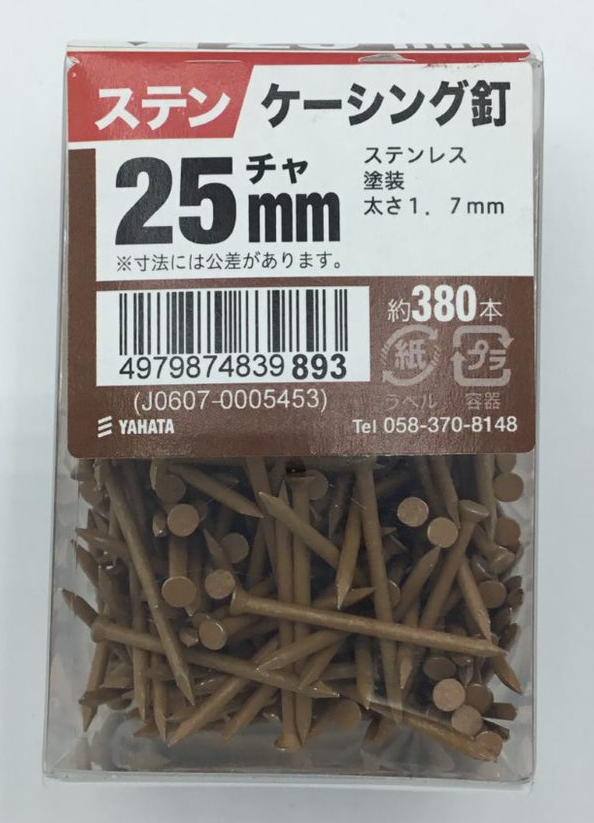 ステン ケーシング釘
25mm チャ
ステンレス
塗装
太さ1．7mm
※寸法には公差があります。
4979874839893
(J0607-0005453)
約380本
紙 プラ
ラベル 容器
YAHATA
Tel 058-370-8148